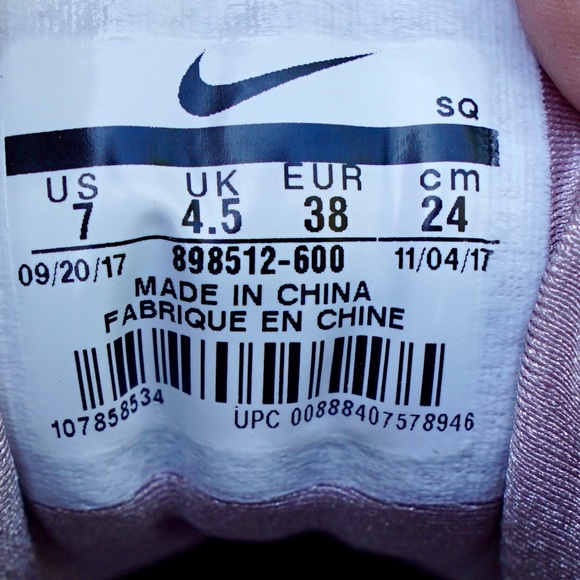 SQ
US UK EUR cm
7 4.5 38 24
09/20/17 898512-600 11/04/17
MADE IN CHINA
FABRIQUE EN CHINE
107858534 UPC 00888407578946